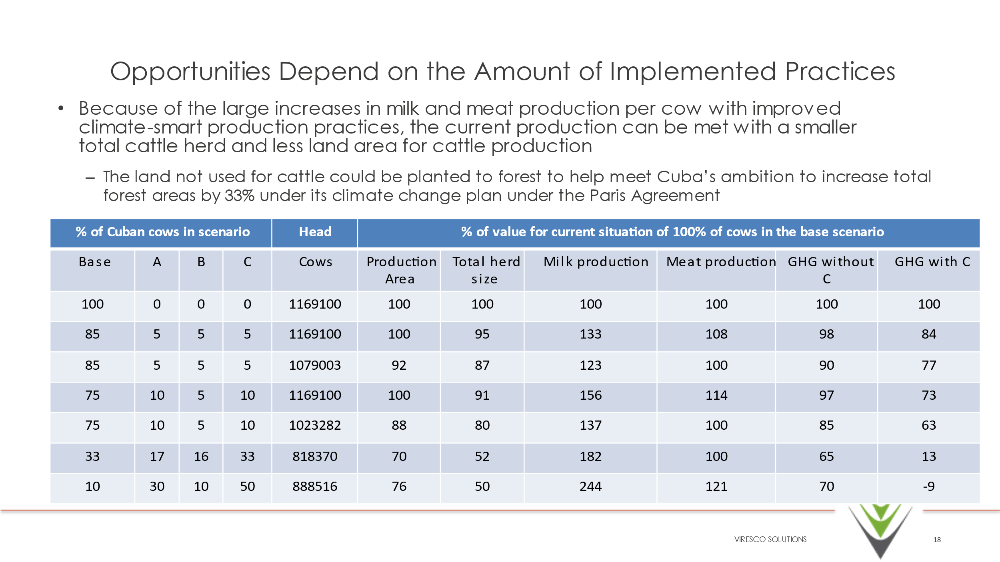 Opportunities Depend on the Amount of Implemented Practices
• Because of the large increases in milk and meat production per cow with improved
climate-smart production practices, the current production can be met with a smaller
total cattle herd and less land area for cattle production
– The land not used for cattle could be planted to forest to help meet Cuba’s ambition to increase total
forest areas by 33% under its climate change plan under the Paris Agreement
% of Cuban cows in scenario Head % of value for current situation of 100% of cows in the base scenario
Base A B C Cows Production Area Total herd size Milk production Meat production GHG without C GHG with C
100 0 0 0 1169100 100 100 100 100 100 100
85 5 5 5 1169100 100 95 133 108 98 84
85 5 5 5 1079003 92 87 123 100 90 77
75 10 5 10 1169100 100 91 156 114 97 73
75 10 5 10 1023282 88 80 137 100 85 63
33 17 16 33 818370 70 52 182 100 65 13
10 30 10 50 888516 76 50 244 121 70 -9
VIRESCO SOLUTIONS 18